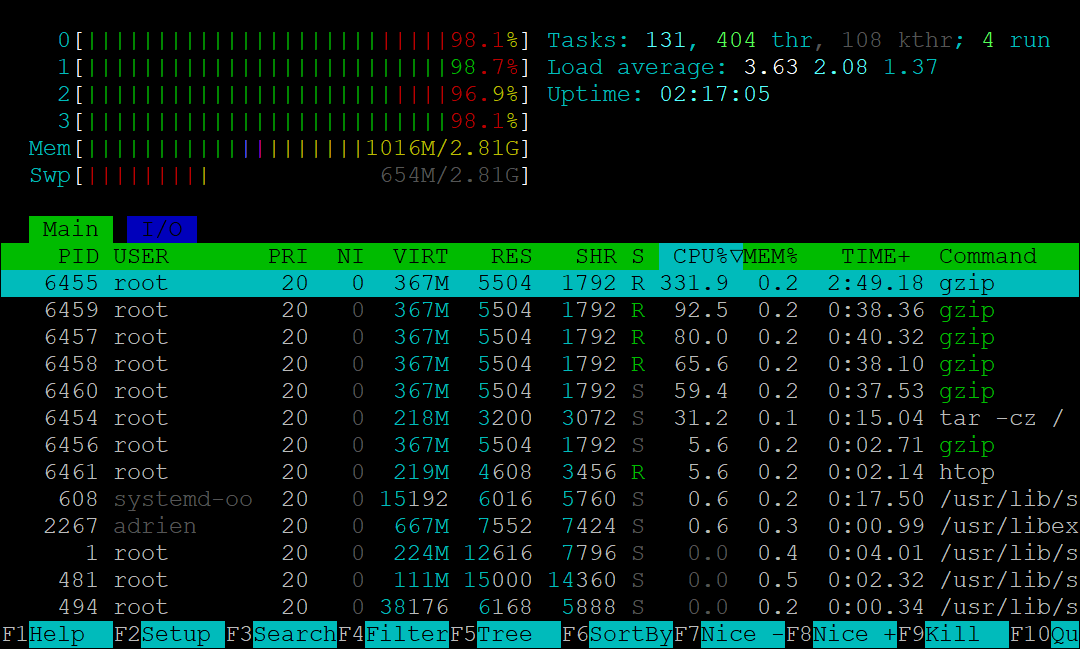 0[||||||||||||||||||||||||||98.1%] Tasks: 131, 404 thr, 108 kthr; 4 run
1[||||||||||||||||||||||||||98.7%] Load average: 3.63 2.08 1.37
2[||||||||||||||||||||||||||96.9%] Uptime: 02:17:05
3[||||||||||||||||||||||||||98.1%]
Mem[||||||||||||||||||||1016M/2.81G]
Swp[||||||||| 654M/2.81G]
Main I/O
PID USER PRI NI VIRT RES SHR S CPU%▽MEM% TIME+ Command
6455 root 20 0 367M 5504 1792 R 331.9 0.2 2:49.18 gzip
6459 root 20 0 367M 5504 1792 R 92.5 0.2 0:38.36 gzip
6457 root 20 0 367M 5504 1792 R 80.0 0.2 0:40.32 gzip
6458 root 20 0 367M 5504 1792 R 65.6 0.2 0:38.10 gzip
6460 root 20 0 367M 5504 1792 S 59.4 0.2 0:37.53 gzip
6454 root 20 0 218M 3200 3072 S 31.2 0.1 0:15.04 tar -cz /
6456 root 20 0 367M 5504 1792 S 5.6 0.2 0:02.71 gzip
6461 root 20 0 219M 4608 3456 R 5.6 0.2 0:02.14 htop
608 systemd-oo 20 0 15192 6016 5760 S 0.6 0.2 0:17.50 /usr/lib/s
2267 adrien 20 0 667M 7552 7424 S 0.6 0.3 0:00.99 /usr/libex
1 root 20 0 224M 12616 7796 S 0.0 0.4 0:04.01 /usr/lib/s
481 root 20 0 111M 15000 14360 S 0.0 0.5 0:02.32 /usr/lib/s
494 root 20 0 38176 6168 5888 S 0.0 0.2 0:00.34 /usr/lib/s
F1Help F2Setup F3SearchF4FilterF5Tree F6SortByF7Nice -F8Nice +F9Kill F10Qu